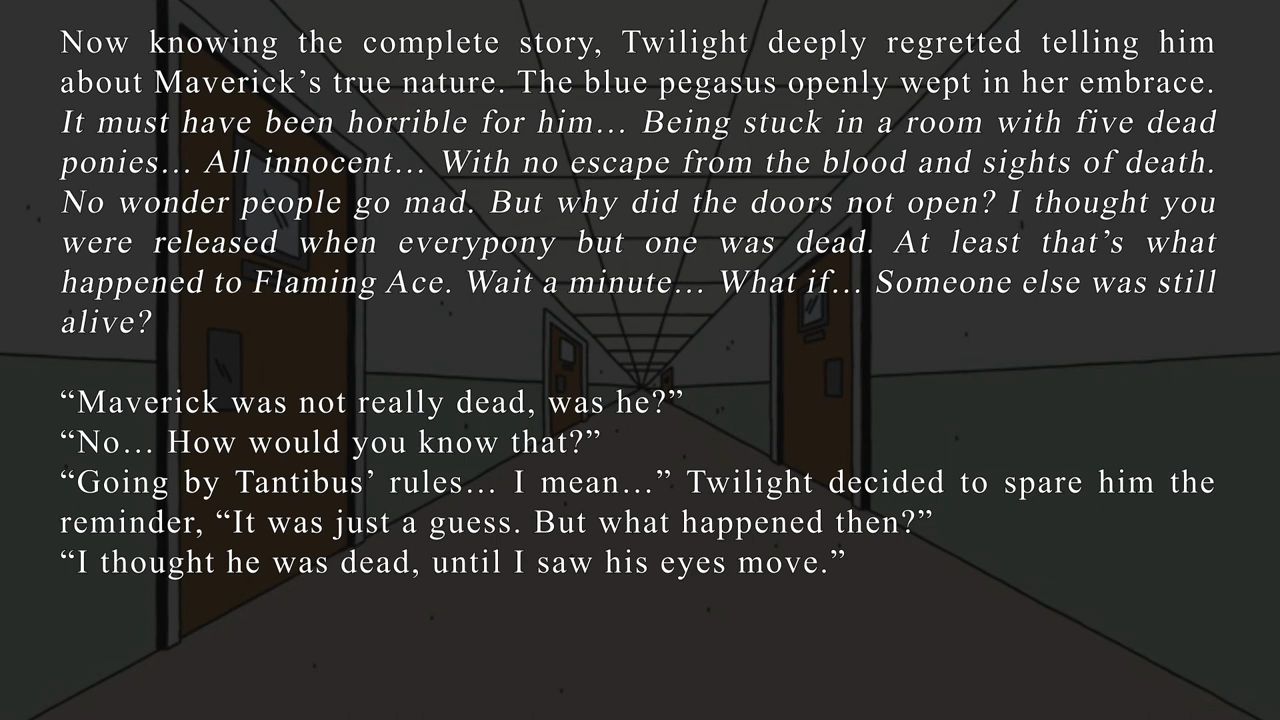 Now knowing the complete story, Twilight deeply regretted telling him
about Maverick’s true nature. The blue pegasus openly wept in her embrace.
It must have been horrible for him… Being stuck in a room with five dead
ponies… All innocent… With no escape from the blood and sights of death.
No wonder people go mad. But why did the doors not open? I thought you
were released when everypony but one was dead. At least that’s what
happened to Flaming Ace. Wait a minute… What if… Someone else was still
alive?
“Maverick was not really dead, was he?”
“No… How would you know that?”
“Going by Tantibus’ rules… I mean…” Twilight decided to spare him the
reminder, “It was just a guess. But what happened then?”
“I thought he was dead, until I saw his eyes move.”